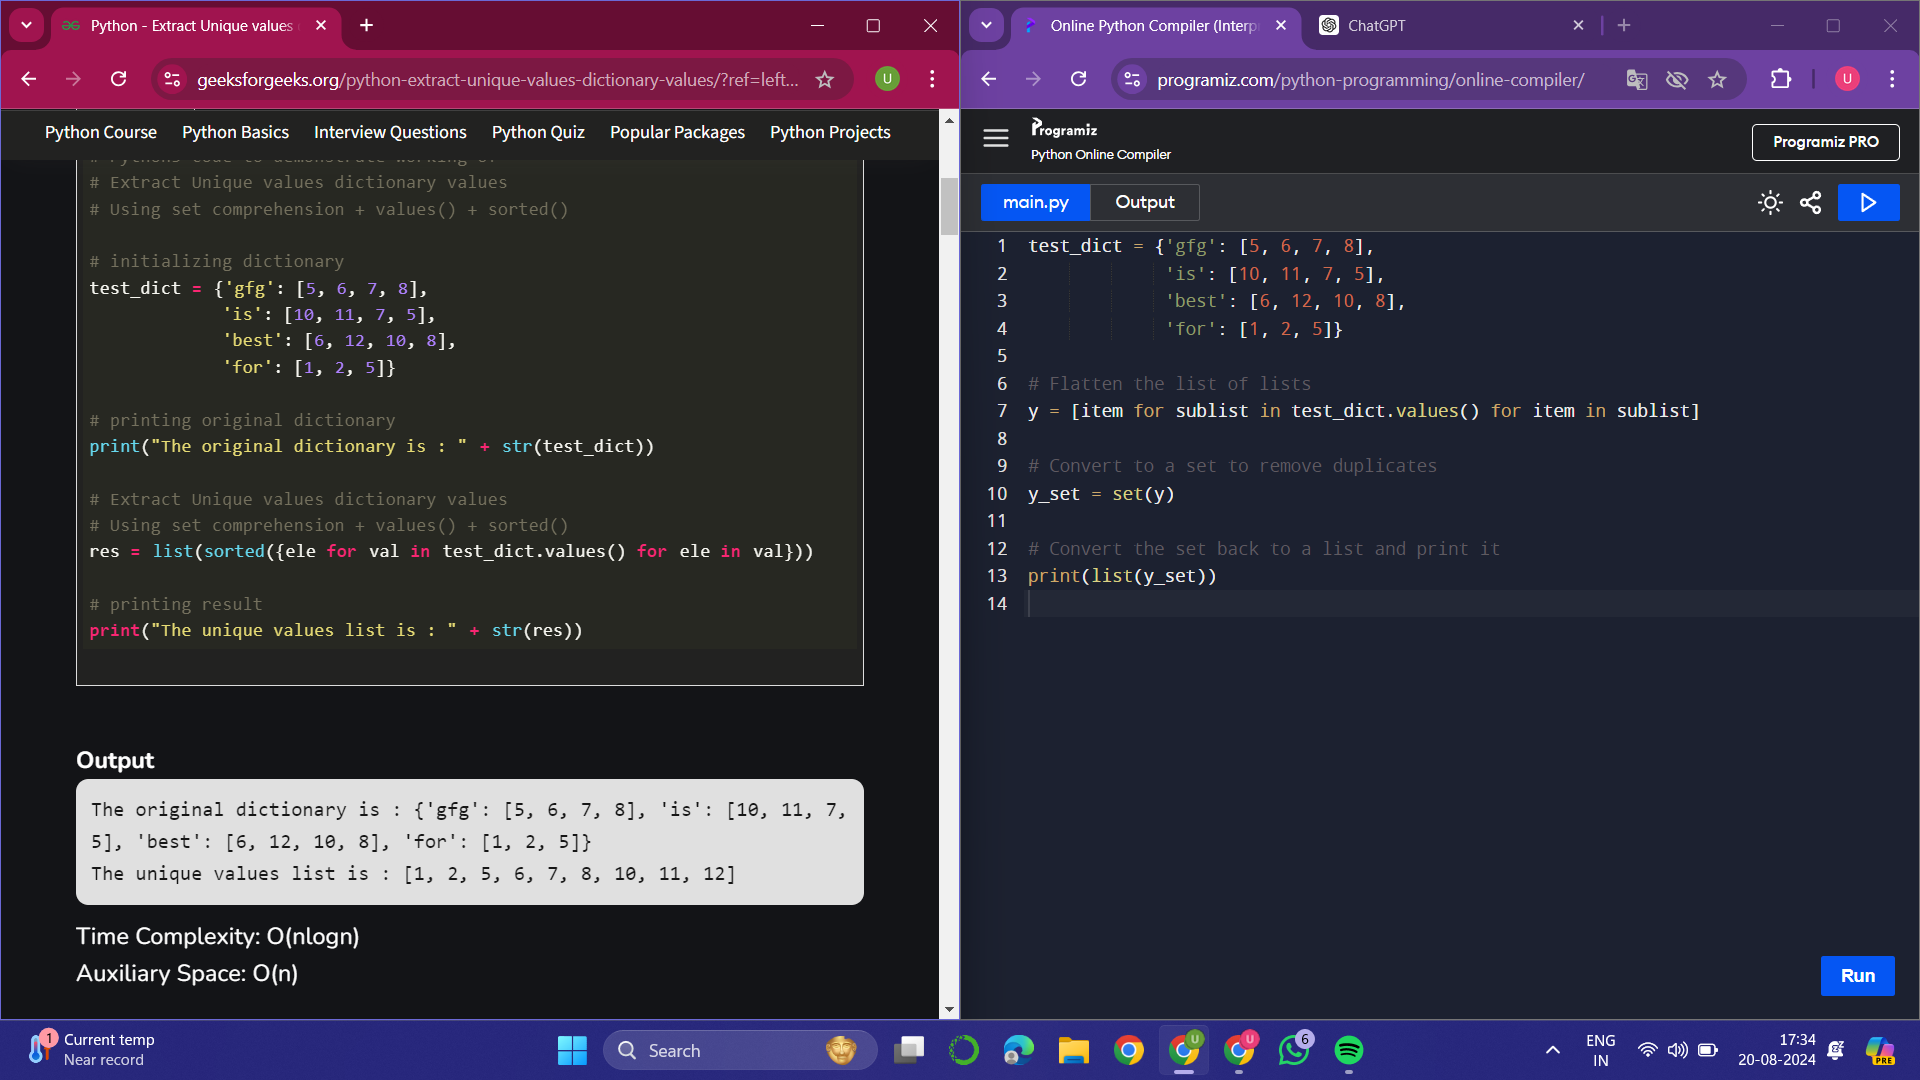 Python - Extract Unique values
geeksforgeeks.org/python-extract-unique-values-dictionary-values/?ref=left...
U
Python Course Python Basics Interview Questions Python Quiz Popular Packages Python Projects
# Extract Unique values dictionary values
# Using set comprehension + values() + sorted()
# initializing dictionary
test_dict = {'gfg': [5, 6, 7, 8],
'is': [10, 11, 7, 5],
'best': [6, 12, 10, 8],
'for': [1, 2, 5]}
# printing original dictionary
print("The original dictionary is : " + str(test_dict))
# Extract Unique values dictionary values
# Using set comprehension + values() + sorted()
res = list(sorted({ele for val in test_dict.values() for ele in val}))
# printing result
print("The unique values list is : " + str(res))
Output
The original dictionary is : {'gfg': [5, 6, 7, 8], 'is': [10, 11, 7,
5], 'best': [6, 12, 10, 8], 'for': [1, 2, 5]}
The unique values list is : [1, 2, 5, 6, 7, 8, 10, 11, 12]
Time Complexity: O(nlogn)
Auxiliary Space: O(n)
Online Python Compiler (Interp
ChatGPT
programiz.com/python-programming/online-compiler/
U
Programiz
Python Online Compiler
Programiz PRO
main.py
Output
1 test_dict = {'gfg': [5, 6, 7, 8],
2 'is': [10, 11, 7, 5],
3 'best': [6, 12, 10, 8],
4 'for': [1, 2, 5]}
5
6 # Flatten the list of lists
7 y = [item for sublist in test_dict.values() for item in sublist]
8
9 # Convert to a set to remove duplicates
10 y_set = set(y)
11
12 # Convert the set back to a list and print it
13 print(list(y_set))
14
Run
1
Current temp
Near record
Search
U
U
6
ENG
IN
17:34
20-08-2024
PRE